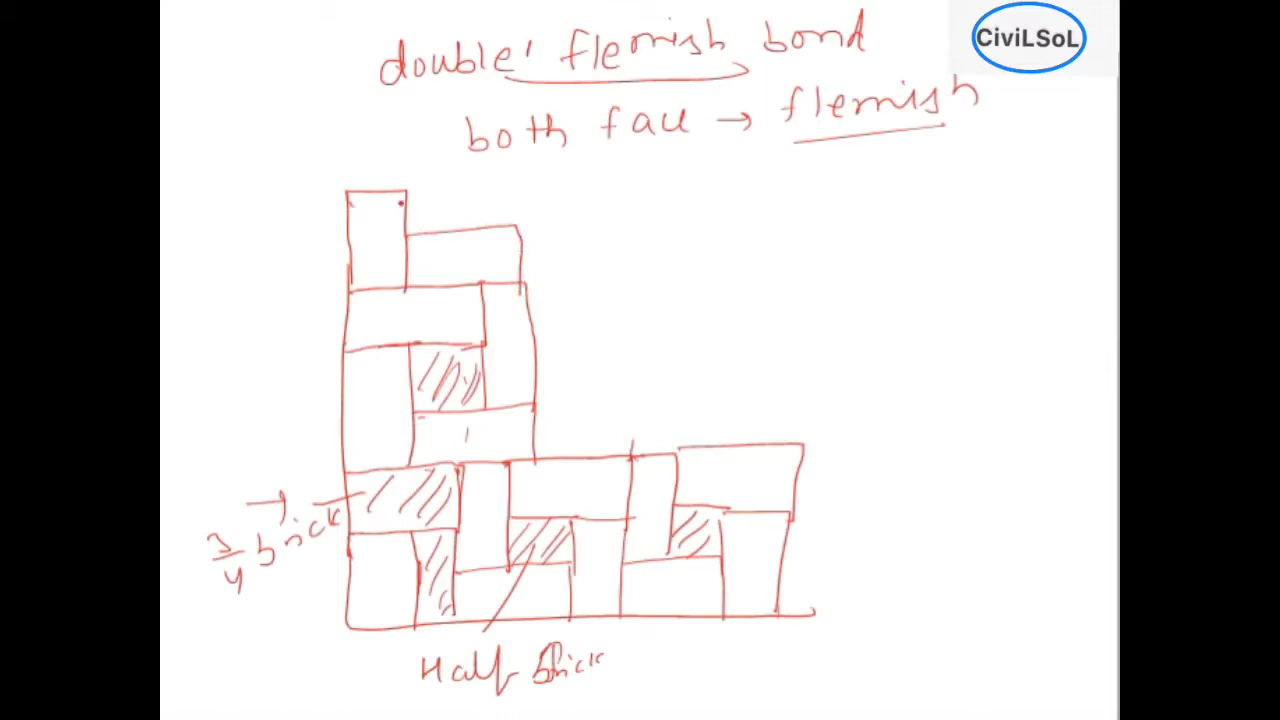 CiviLSoL
double' flemish bond
both face → flemish
3/4 brick →
Half Brick